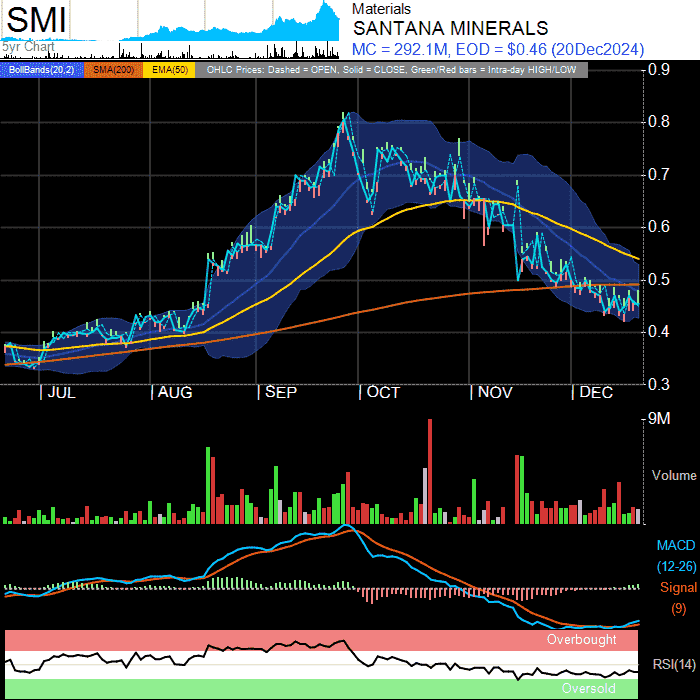 SMI
5yr Chart
Materials
SANTANA MINERALS
MC = 292.1M, EOD = $0.46 (20Dec2024)
BollBands(20,2) SMA(200) EMA(50) OHLC Prices: Dashed = OPEN, Solid = CLOSE, Green/Red bars = Intra-day HIGH/LOW
0.9
0.8
0.7
0.6
0.5
0.4
0.3
JUL AUG SEP OCT NOV DEC
9M
Volume
MACD
(12-26)
Signal
(9)
Overbought
RSI(14)
Oversold